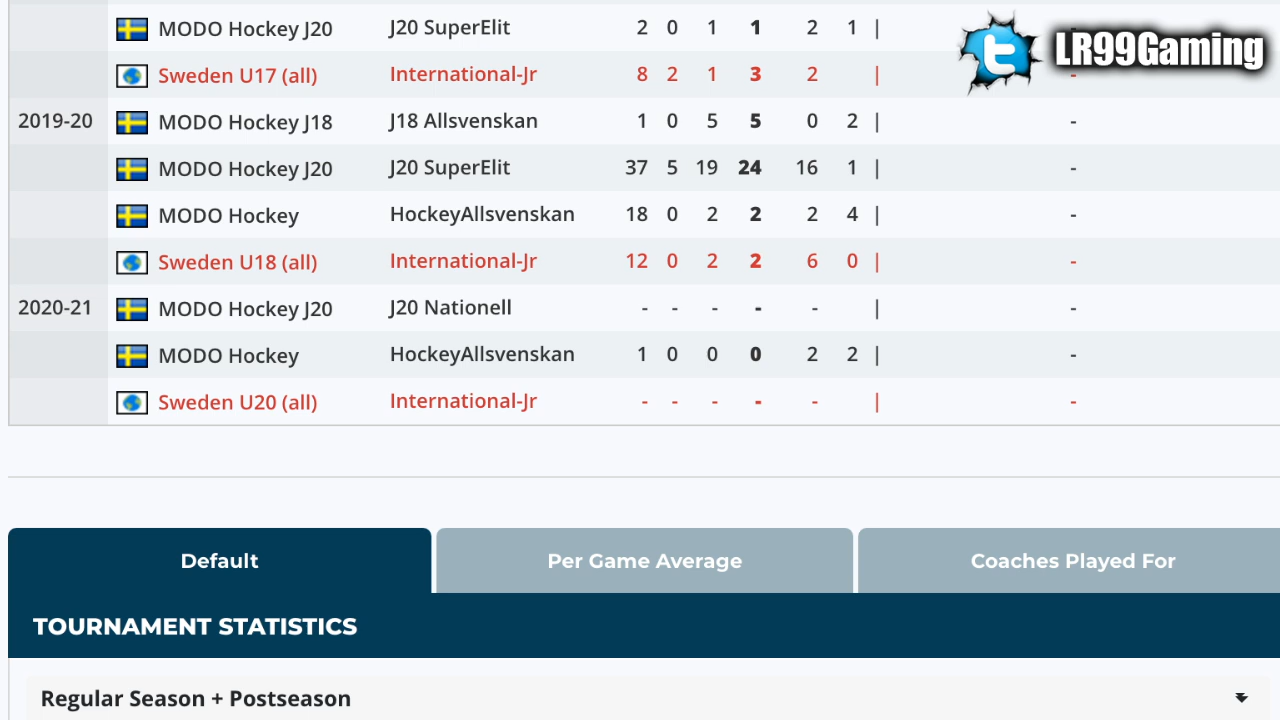 MODO Hockey J20 J20 SuperElit 2 0 1 1 2 1 |
LR99Gaming
Sweden U17 (all) International-Jr 8 2 1 3 2 | -
2019-20 MODO Hockey J18 J18 Allsvenskan 1 0 5 5 0 2 | -
MODO Hockey J20 J20 SuperElit 37 5 19 24 16 1 | -
MODO Hockey HockeyAllsvenskan 18 0 2 2 2 4 | -
Sweden U18 (all) International-Jr 12 0 2 2 6 0 | -
2020-21 MODO Hockey J20 J20 Nationell - - - - - | -
MODO Hockey HockeyAllsvenskan 1 0 0 0 2 2 | -
Sweden U20 (all) International-Jr - - - - - | -
Default Per Game Average Coaches Played For
TOURNAMENT STATISTICS
Regular Season + Postseason